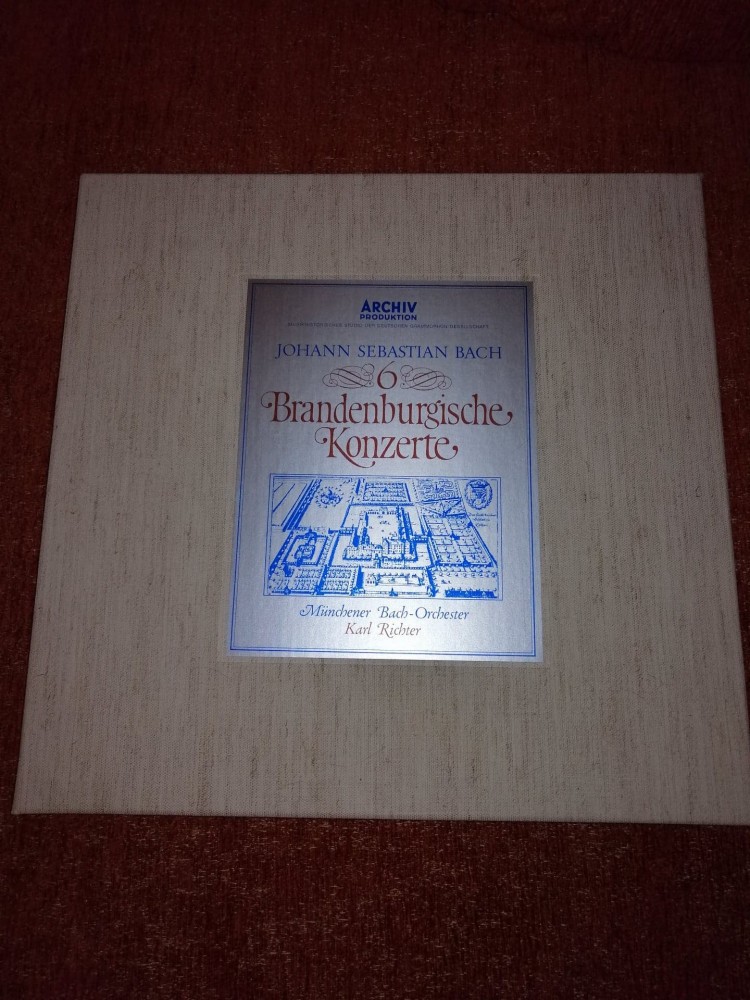 ARCHIV
PRODUKTION
JOHANN SEBASTIAN BACH
6
Brandenburgische
Konzerte
Münchener Bach-Orchester
Karl Richter